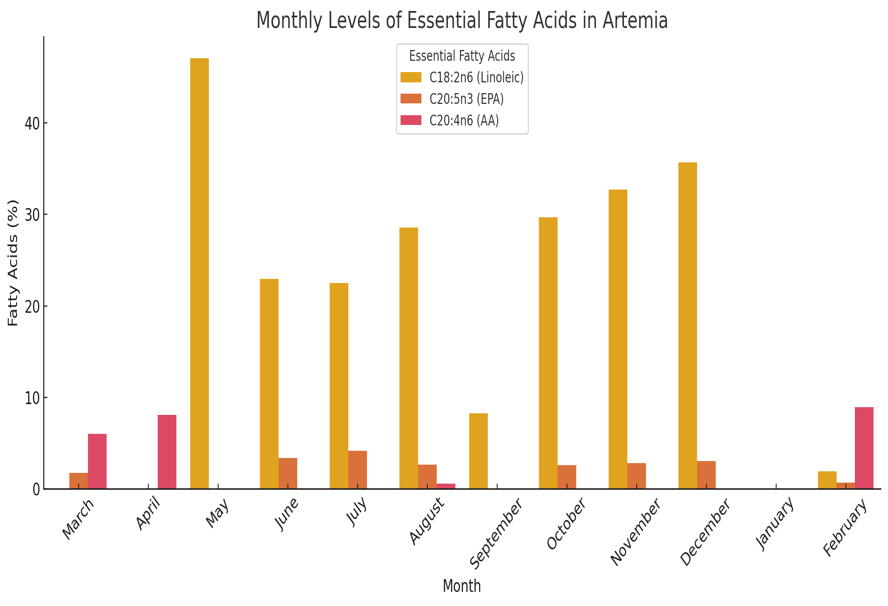 Monthly Levels of Essential Fatty Acids in Artemia
Essential Fatty Acids
C18:2n6 (Linoleic)
C20:5n3 (EPA)
C20:4n6 (AA)
Fatty Acids (%)
40
30
20
10
0
March
April
May
June
July
August
September
October
November
December
January
February
Month